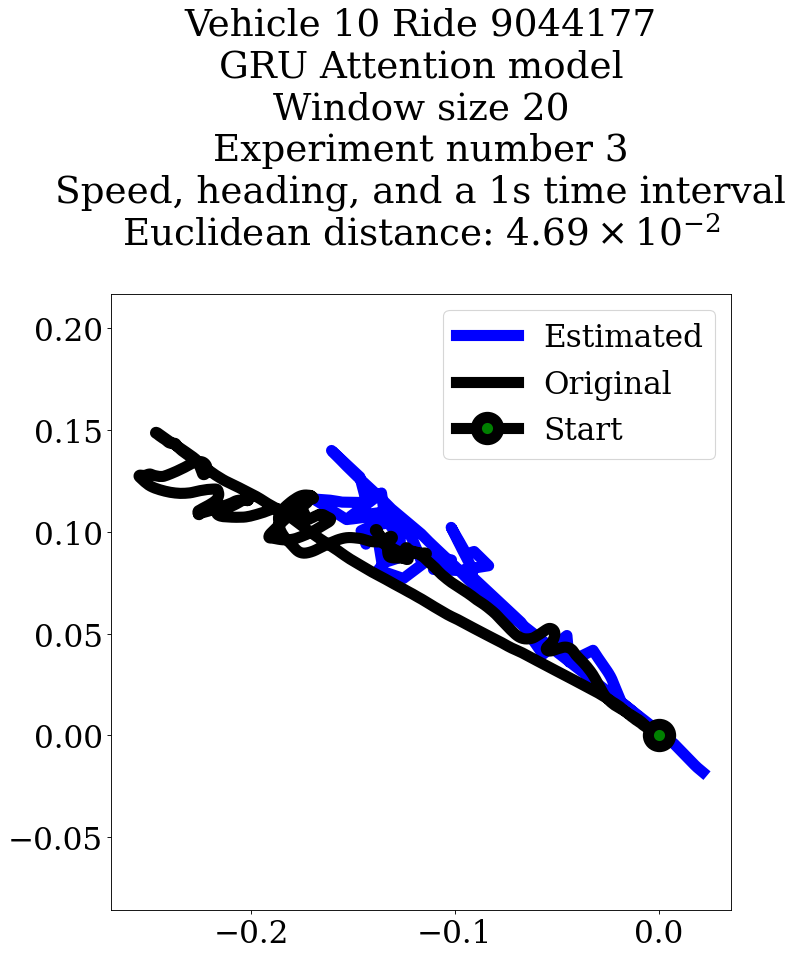 Vehicle 10 Ride 9044177
GRU Attention model
Window size 20
Experiment number 3
Speed, heading, and a 1s time interval
Euclidean distance: 4.69 × 10⁻²
Estimated
Original
Start
0.20
0.15
0.10
0.05
0.00
−0.05
−0.2
−0.1
0.0